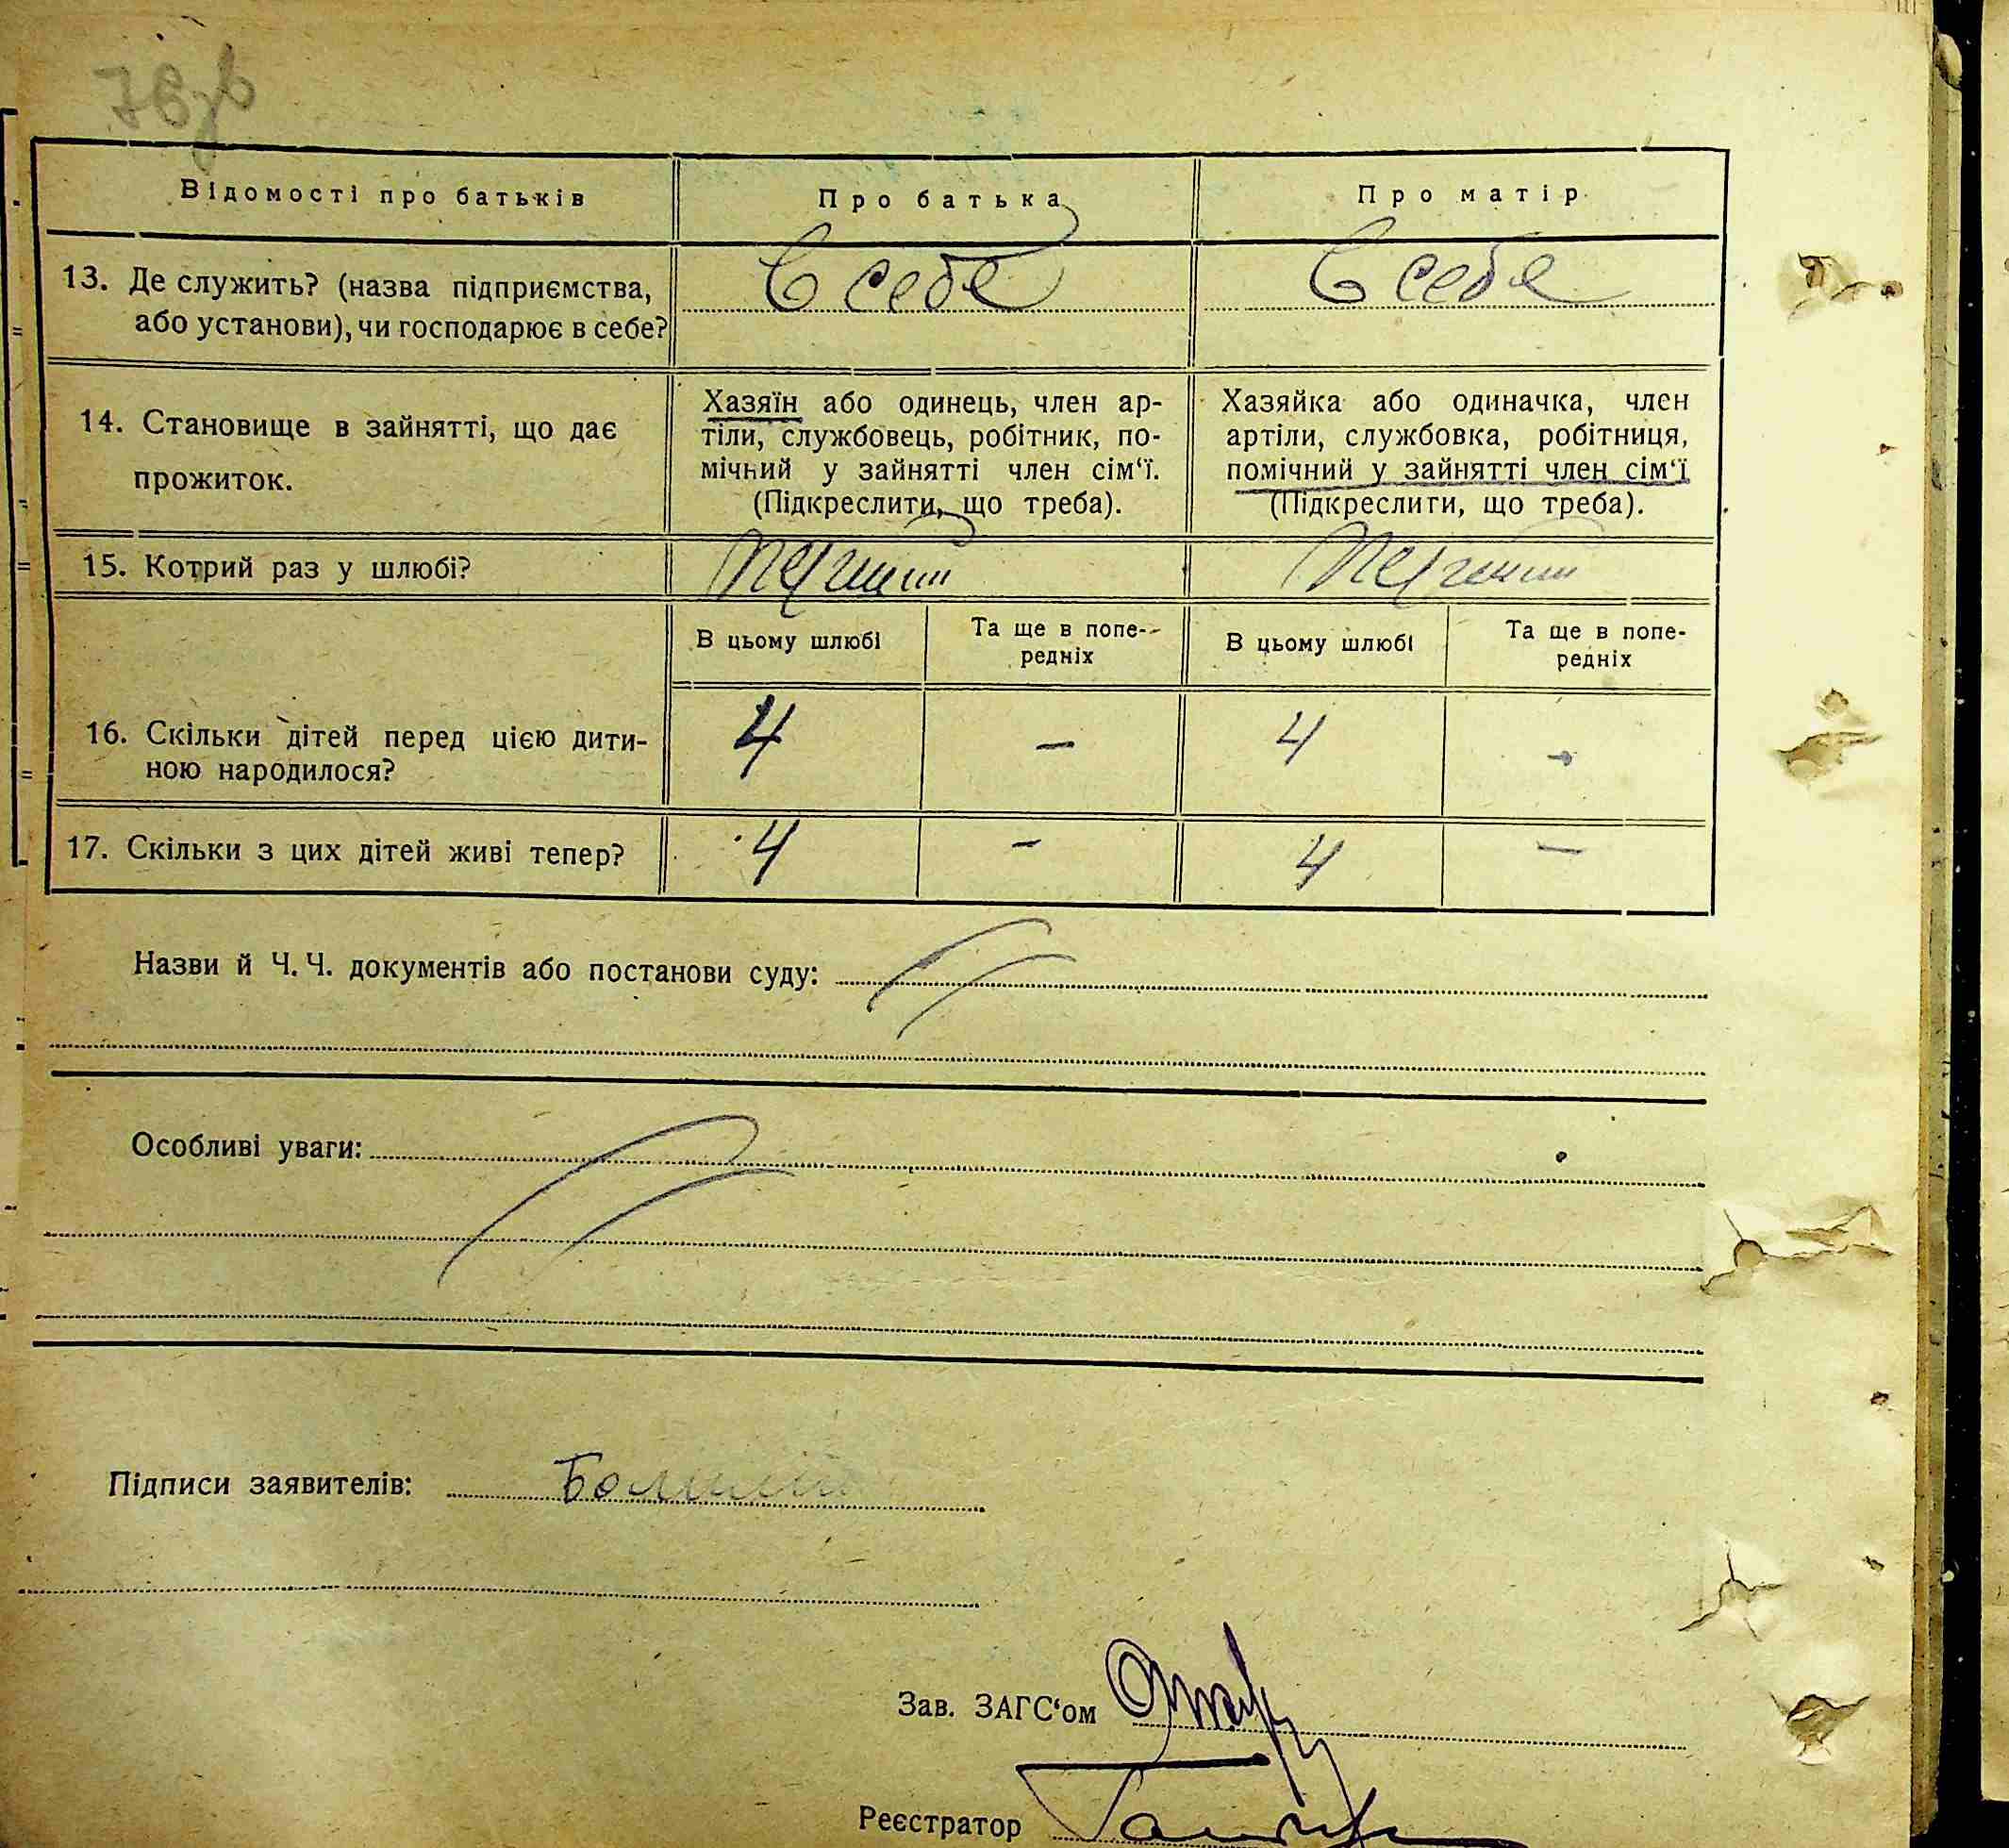 78зв
Відомості про батьків Про батька Про матір
13. Де служить? (назва підприємства, або установи), чи господарює в себе? В себе В себе
14. Становище в зайнятті, що дає прожиток.
Хазяїн або одинець, член ар-
тіли, службовець, робітник, по-
мічний у зайнятті член сім‘ї.
(Підкреслити, що треба).
Хазяйка або одиначка, член
артіли, службовка, робітниця,
помічний у зайнятті член сім‘ї
(Підкреслити, що треба).
15. Котрий раз у шлюбі? перший перший
В цьому шлюбі Та ще в попе-
редніх
В цьому шлюбі Та ще в попе-
редніх
16. Скільки дітей перед цією дити-
ною народилося? 4 – 4 –
17. Скільки з цих дітей живі тепер? 4 – 4 –
Назви й Ч. Ч. документів або постанови суду:
Особливі уваги:
Підписи заявителів:
Зав. ЗАГС‘ом
Реєстратор